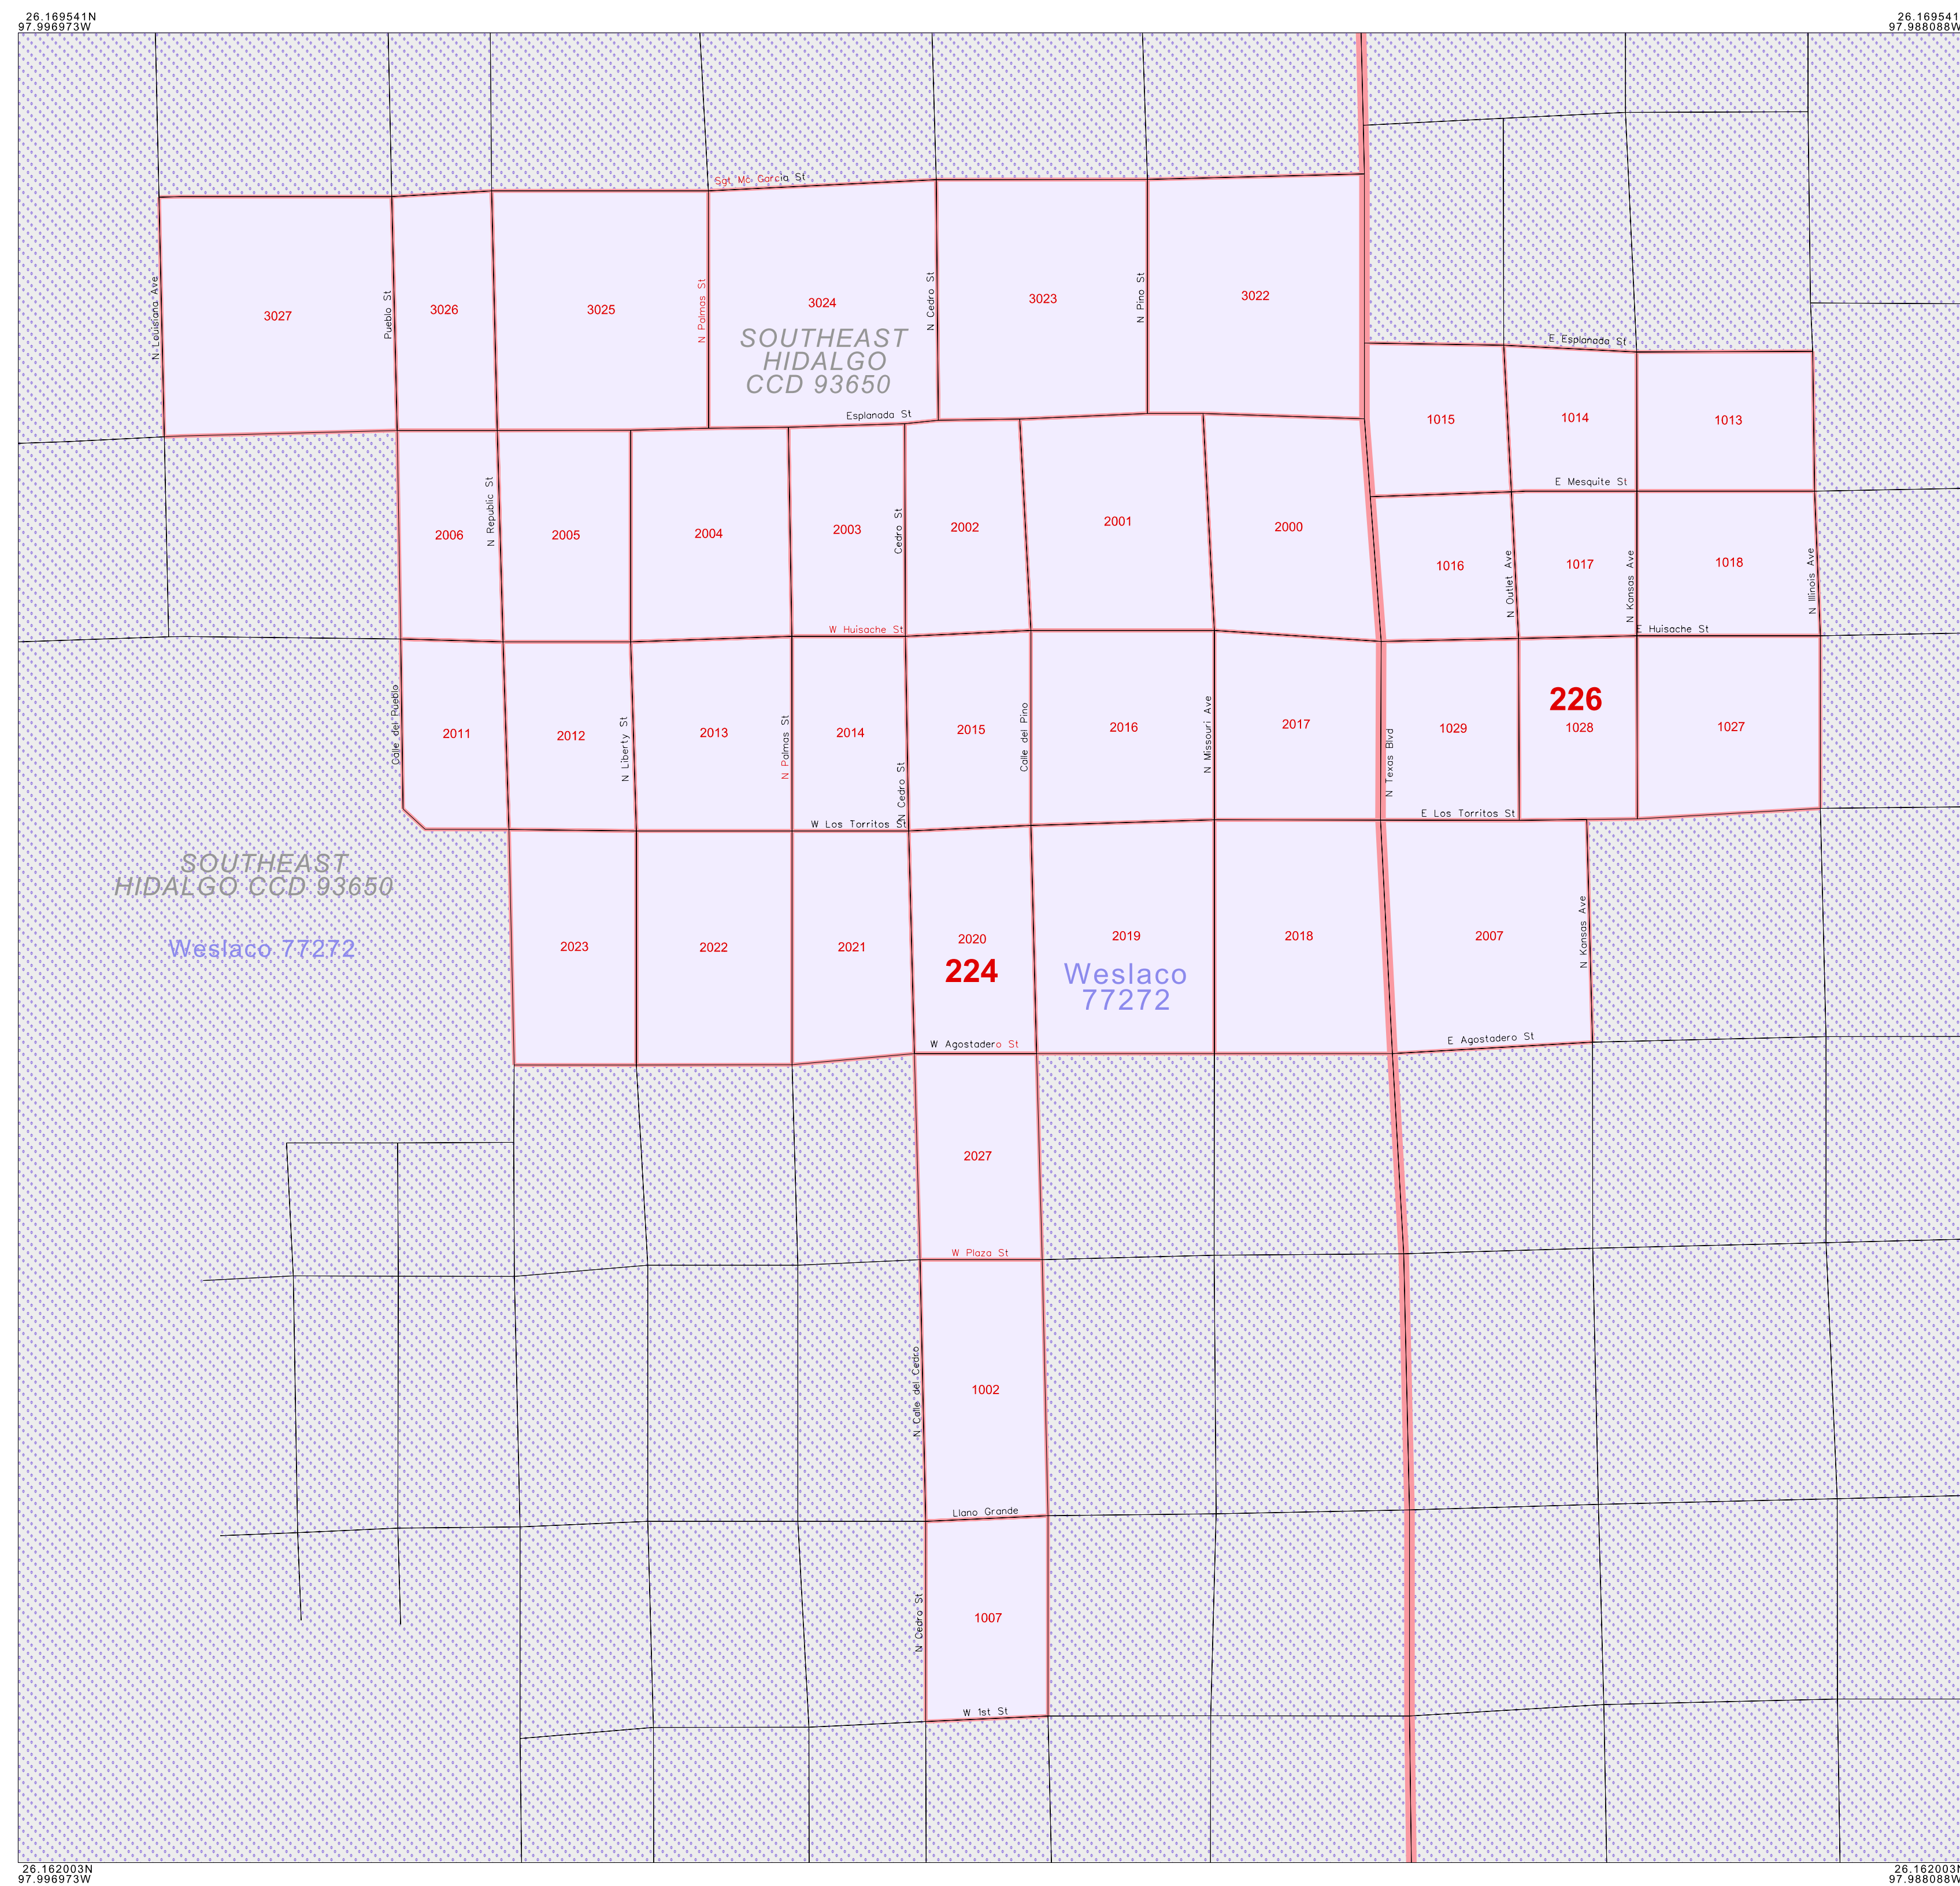 26.169541N
97.996973W
26.169541
97.988088W
Sgt Mc Garcia St
N Louisiana Ave
Pueblo St
N Palmas St
N Cedro St
N Pino St
3027
3026
3025
3024
3023
3022
SOUTHEAST
HIDALGO
CCD 93650
Esplanada St
E Esplanada St
1015
1014
1013
E Mesquite St
N Republic St
Cedro St
2006
2005
2004
2003
2002
2001
2000
1016
1017
1018
N Outlet Ave
N Kansas Ave
N Illinois Ave
W Huisache St
E Huisache St
Calle del Pueblo
N Liberty St
N Palmas St
N Cedro St
Calle del Pino
N Missouri Ave
N Texas Blvd
226
2011
2012
2013
2014
2015
2016
2017
1029
1028
1027
W Los Torritos St
E Los Torritos St
SOUTHEAST
HIDALGO CCD 93650
Weslaco 77272
2023
2022
2021
2020
224
2019
2018
2007
Weslaco
77272
N Kansas Ave
W Agostadero St
E Agostadero St
2027
W Plaza St
N Calle del Cedro
1002
Llano Grande
N Cedro St
1007
W 1st St
26.162003N
97.996973W
26.162003N
97.988088W